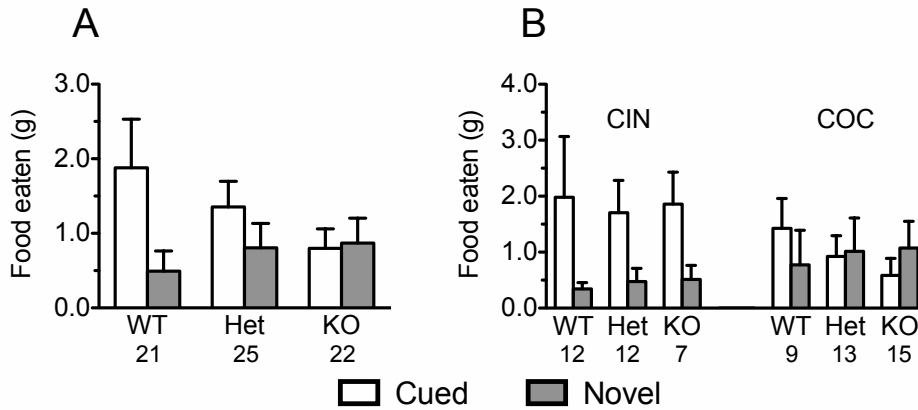 A
Food eaten (g)
3.0
2.0
1.0
0.0
WT Het KO
21 25 22
B
Food eaten (g)
4.0
3.0
2.0
1.0
0.0
CIN COC
WT Het KO WT Het KO
12 12 7 9 13 15
Cued Novel